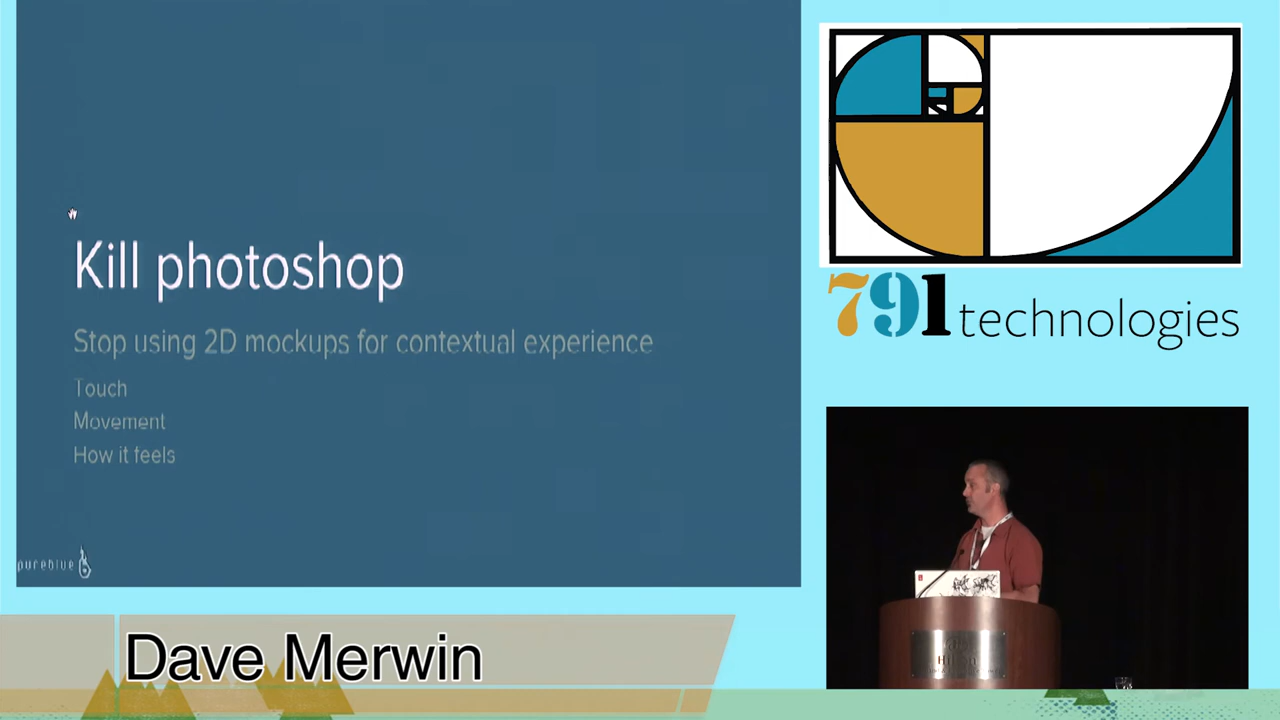 Kill photoshop
Stop using 2D mockups for contextual experience
Touch
Movement
How it feels
pureblue
791 technologies
Dave Merwin